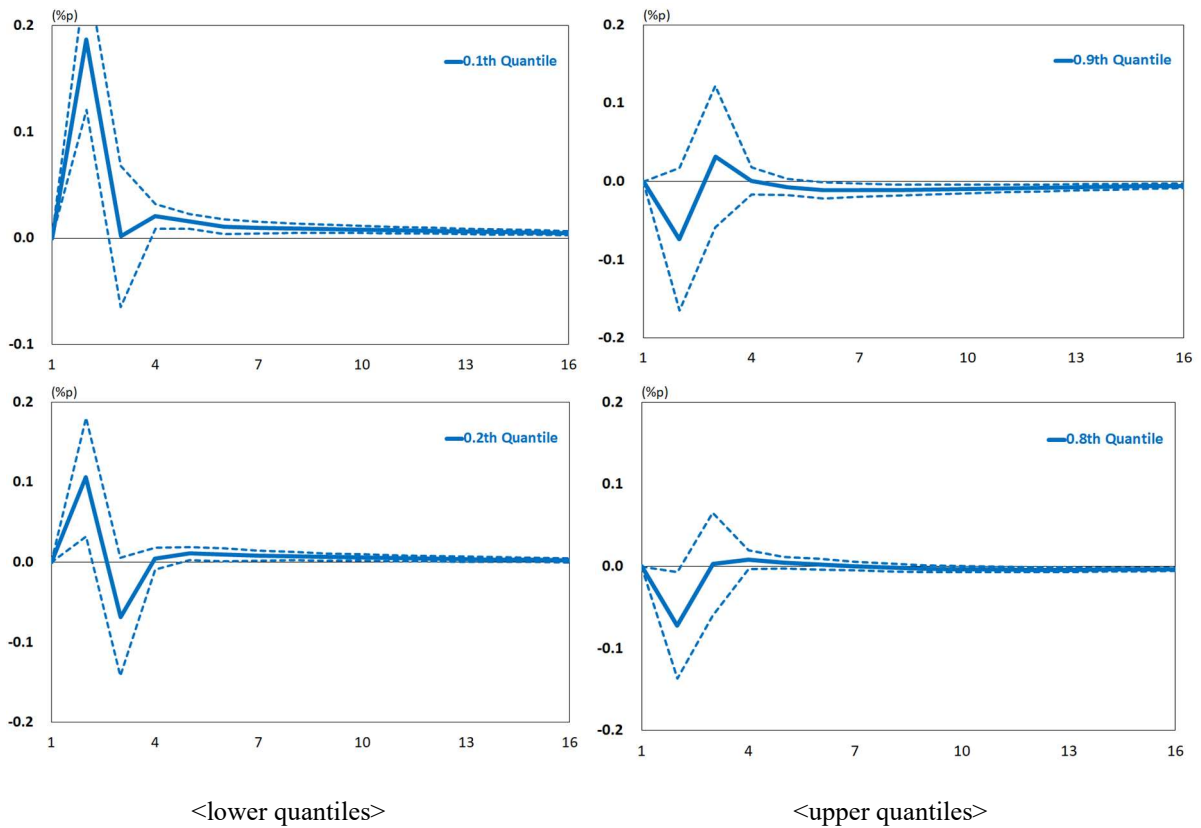 (%p)
0.2
0.1
0.0
-0.1
1 4 7 10 13 16
0.1th Quantile
(%p)
0.2
0.1
0.0
-0.1
-0.2
1 4 7 10 13 16
0.9th Quantile
(%p)
0.2
0.1
0.0
-0.1
-0.2
1 4 7 10 13 16
0.2th Quantile
(%p)
0.2
0.1
0.0
-0.1
-0.2
1 4 7 10 13 16
0.8th Quantile
<lower quantiles>
<upper quantiles>